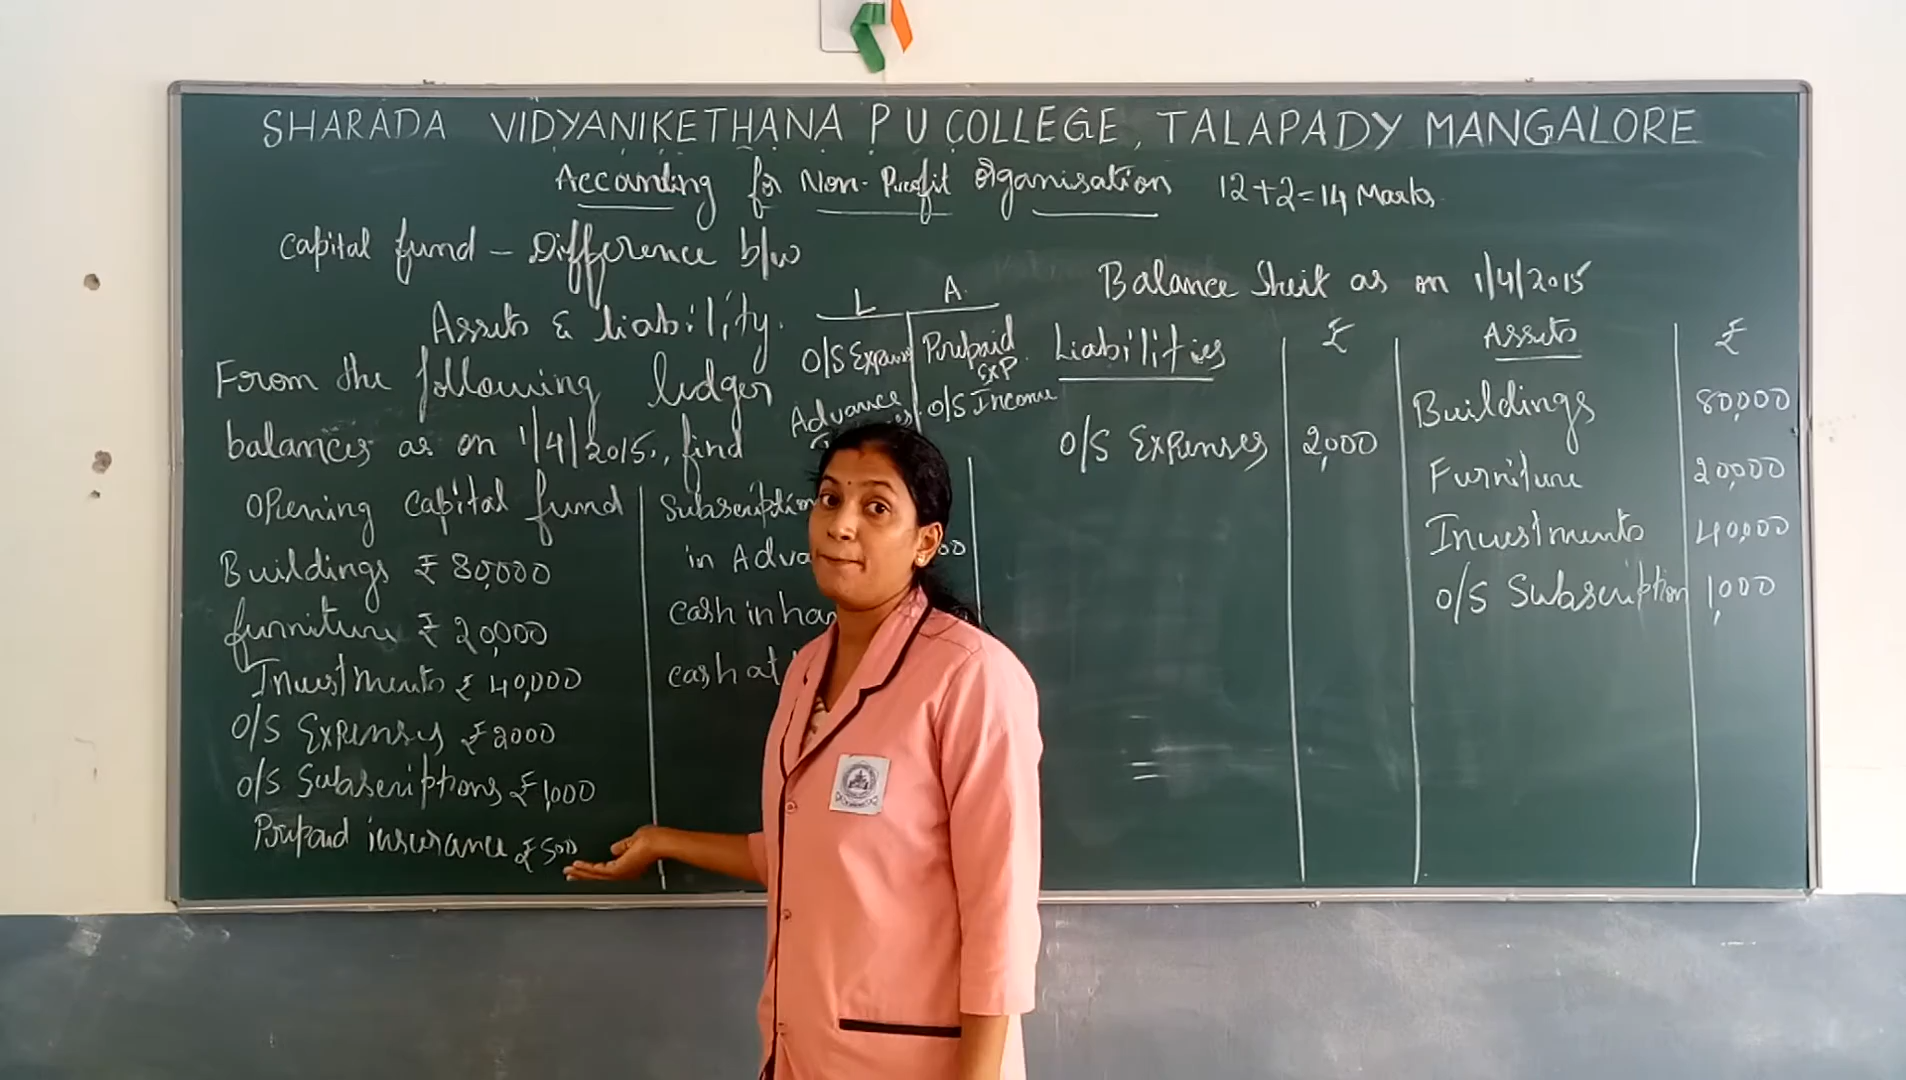 SHARADA VIDYANIKETHANA P U COLLEGE, TALAPADY MANGALORE
Accounting for Non-Profit Organisation 12+2=14 Marks
Capital fund – Difference b/w
Assets & liability.
From the following ledger
balances as on 1/4/2015, find
Opening Capital fund
Buildings ₹ 80,000
furniture ₹ 20,000
Investments ₹ 40,000
O/S Expenses ₹ 2000
O/S Subscriptions ₹ 1,000
Prepaid insurance ₹ 500
Subscription
in
cash in
cash at
L A
O/S Prepaid
Exp.
Advance O/S Income
Balance Sheet as on 1/4/2015
Liabilities ₹ Assets ₹
O/S Expenses 2,000
Buildings 80,000
Furniture 20,000
Investments 40,000
O/S Subscription 1,000